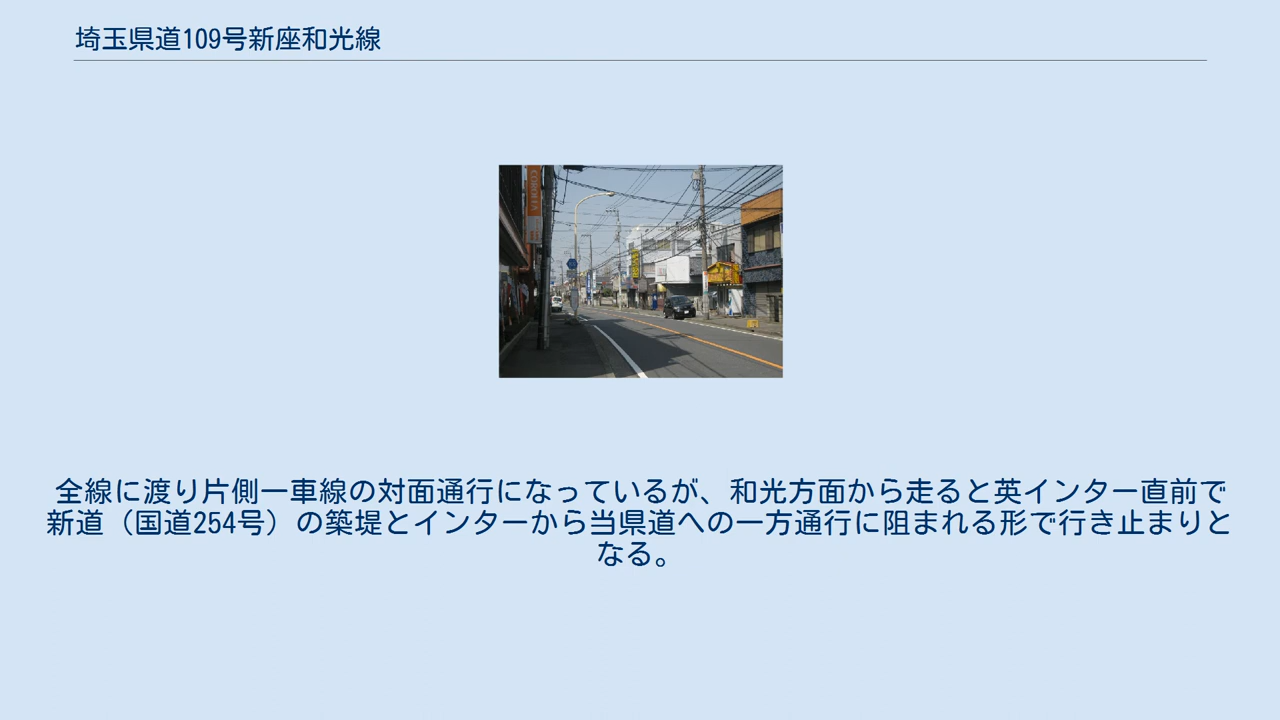 埼玉県道109号新座和光線
全線に渡り片側一車線の対面通行になっているが、和光方面から走ると英インター直前で
新道（国道254号）の築堤とインターから当県道への一方通行に阻まれる形で行き止まりと
なる。